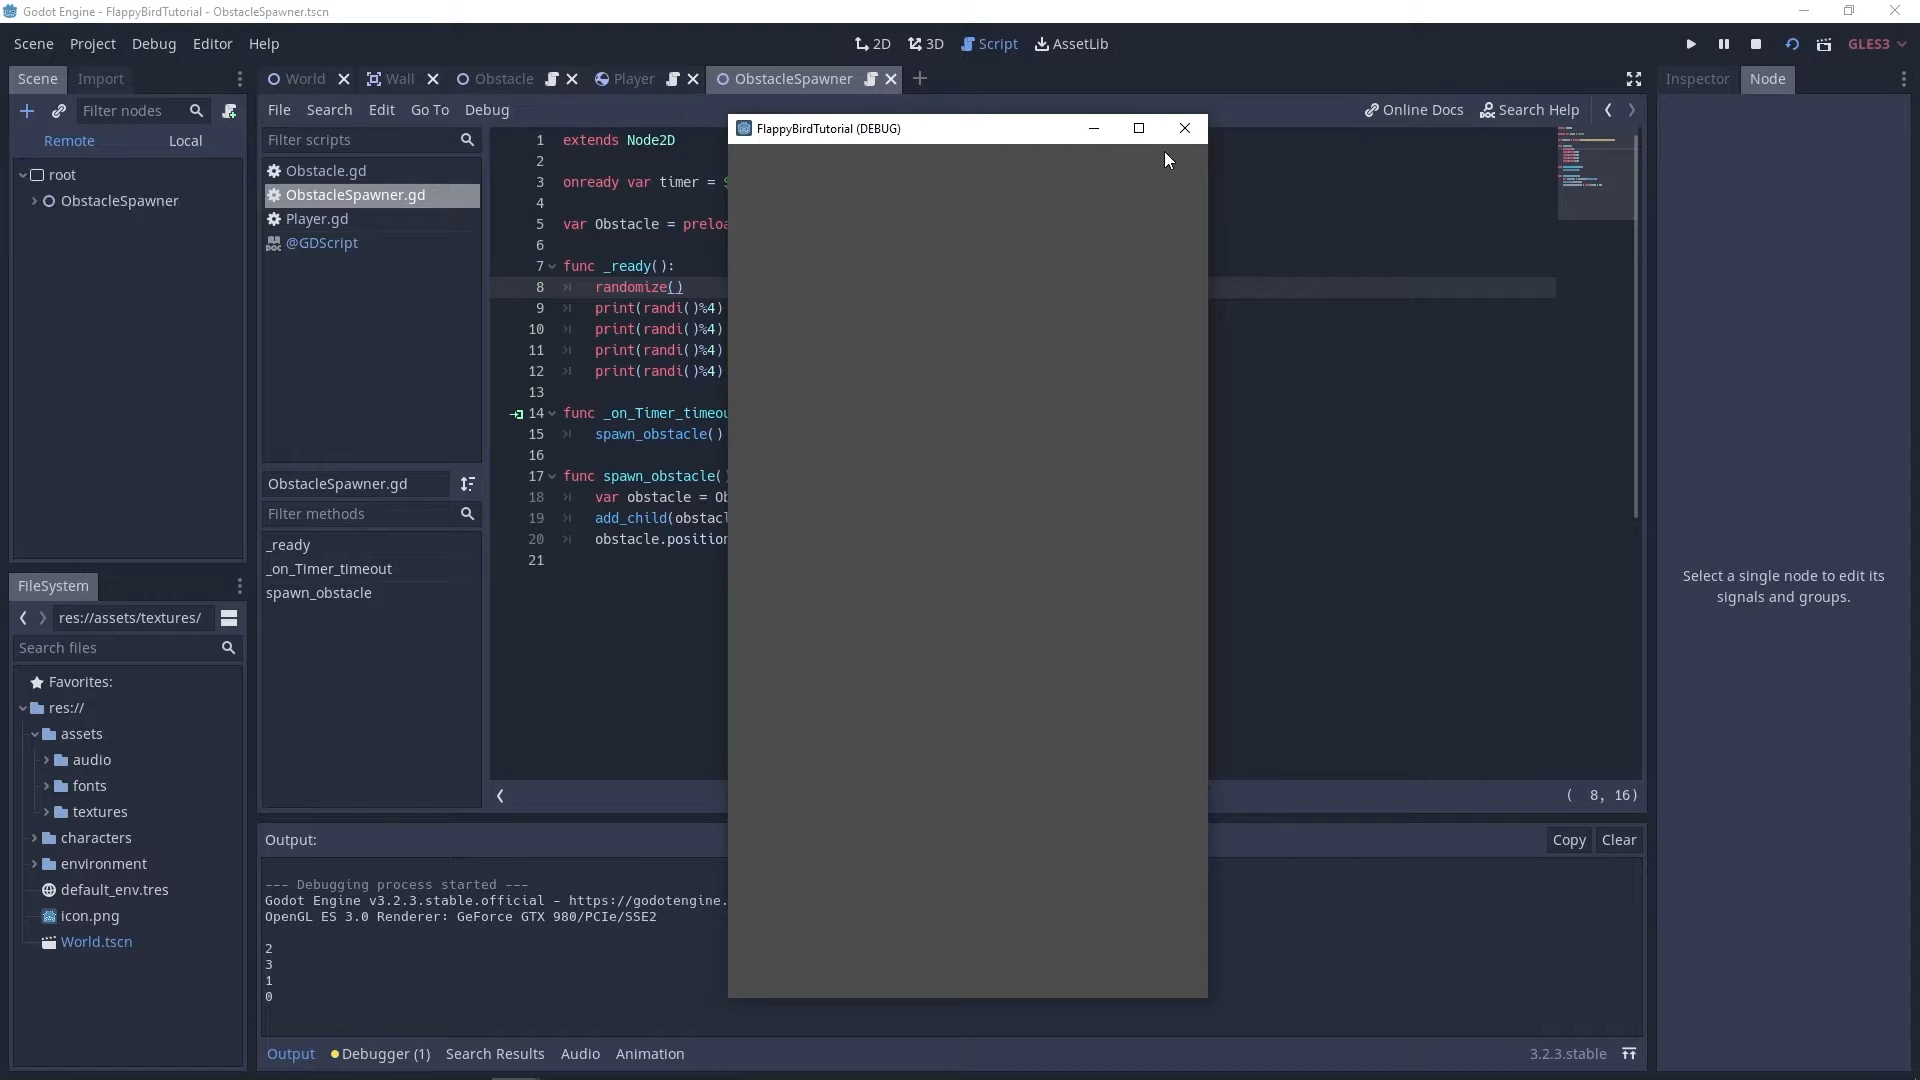 Godot Engine - FlappyBirdTutorial - ObstacleSpawner.tscn
Scene Project Debug Editor Help
2D 3D Script AssetLib
GLES3
Scene Import
World Wall Obstacle Player ObstacleSpawner
Inspector Node
Filter nodes
File Search Edit Go To Debug
Online Docs Search Help
Remote Local
root
ObstacleSpawner
Filter scripts
Obstacle.gd
ObstacleSpawner.gd
Player.gd
@GDScript
ObstacleSpawner.gd
Filter methods
_ready
_on_Timer_timeout
spawn_obstacle
1 extends Node2D
2
3 onready var timer = $
4
5 var Obstacle = preloa
6
7 func _ready():
8 randomize()
9 print(randi()%4)
10 print(randi()%4)
11 print(randi()%4)
12 print(randi()%4)
13
14 func _on_Timer_timeou
15 spawn_obstacle()
16
17 func spawn_obstacle()
18 var obstacle = Ob
19 add_child(obstacl
20 obstacle.position
21
( 8, 16)
FlappyBirdTutorial (DEBUG)
Select a single node to edit its
signals and groups.
FileSystem
res://assets/textures/
Search files
Favorites:
res://
assets
audio
fonts
textures
characters
environment
default_env.tres
icon.png
World.tscn
Output:
Copy Clear
--- Debugging process started ---
Godot Engine v3.2.3.stable.official - https://godotengine.
OpenGL ES 3.0 Renderer: GeForce GTX 980/PCIe/SSE2
2
3
1
0
Output Debugger (1) Search Results Audio Animation
3.2.3.stable